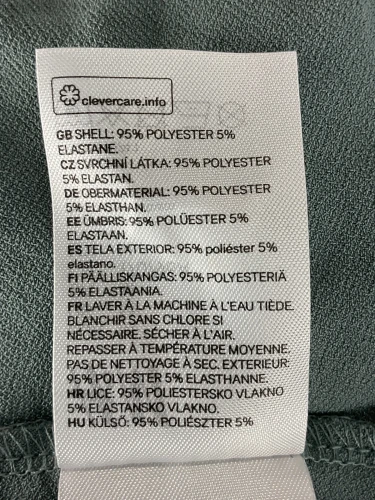 clevercare.info
GB SHELL: 95% POLYESTER 5%
ELASTANE.
CZ SVRCHNÍ LÁTKA: 95% POLYESTER
5% ELASTAN.
DE OBERMATERIAL: 95% POLYESTER
5% ELASTHAN.
EE ÜMBRIS: 95% POLÜESTER 5%
ELASTAAN.
ES TELA EXTERIOR: 95% poliéster 5%
elastano.
FI PÄÄLLISKANGAS: 95% POLYESTERIÄ
5% ELASTAANIA.
FR LAVER À LA MACHINE À L'EAU TIÈDE.
BLANCHIR SANS CHLORE SI
NÉCESSAIRE. SÉCHER À L'AIR.
REPASSER À TEMPÉRATURE MOYENNE.
PAS DE NETTOYAGE À SEC. EXTERIEUR:
95% POLYESTER 5% ELASTHANNE.
HR LICE: 95% POLIESTERSKO VLAKNO
5% ELASTANSKO VLAKNO.
HU KÜLSŐ: 95% POLIÉSZTER 5%